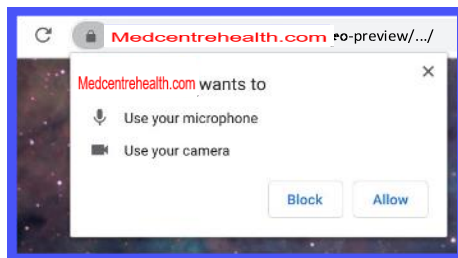 Medcentrehealth.com eo-preview/.../
Medcentrehealth.com wants to
Use your microphone
Use your camera
Block Allow